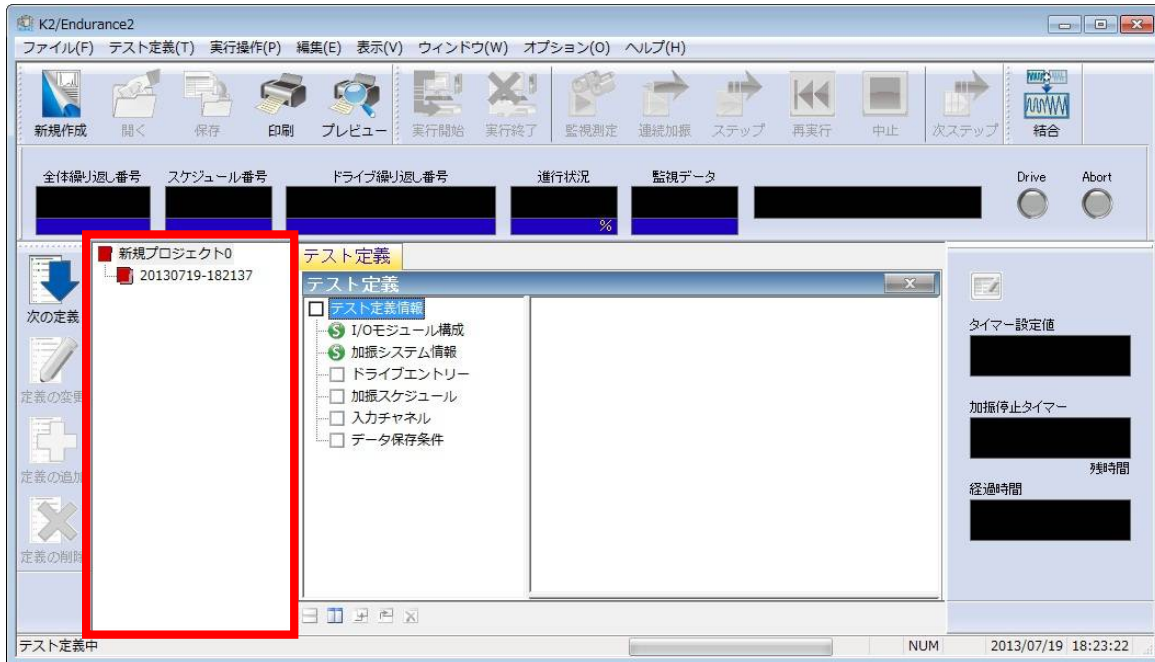 K2/Endurance2
ファイル(F) テスト定義(T) 実行操作(P) 編集(E) 表示(V) ウィンドウ(W) オプション(O) ヘルプ(H)
新規作成 開く 保存 印刷 プレビュー 実行開始 実行終了 監視測定 連続加振 ステップ 再実行 中止 次ステップ 結合
全体繰り返し番号 スケジュール番号 ドライブ繰り返し番号 進行状況 監視データ Drive Abort
%
新規プロジェクト0
20130719-182137
次の定義
定義の変更
定義の追加
定義の削除
テスト定義
テスト定義
テスト定義情報
I/Oモジュール構成
加振システム情報
ドライブエントリー
加振スケジュール
入力チャネル
データ保存条件
タイマー設定値
加振停止タイマー
残時間
経過時間
テスト定義中 NUM 2013/07/19 18:23:22